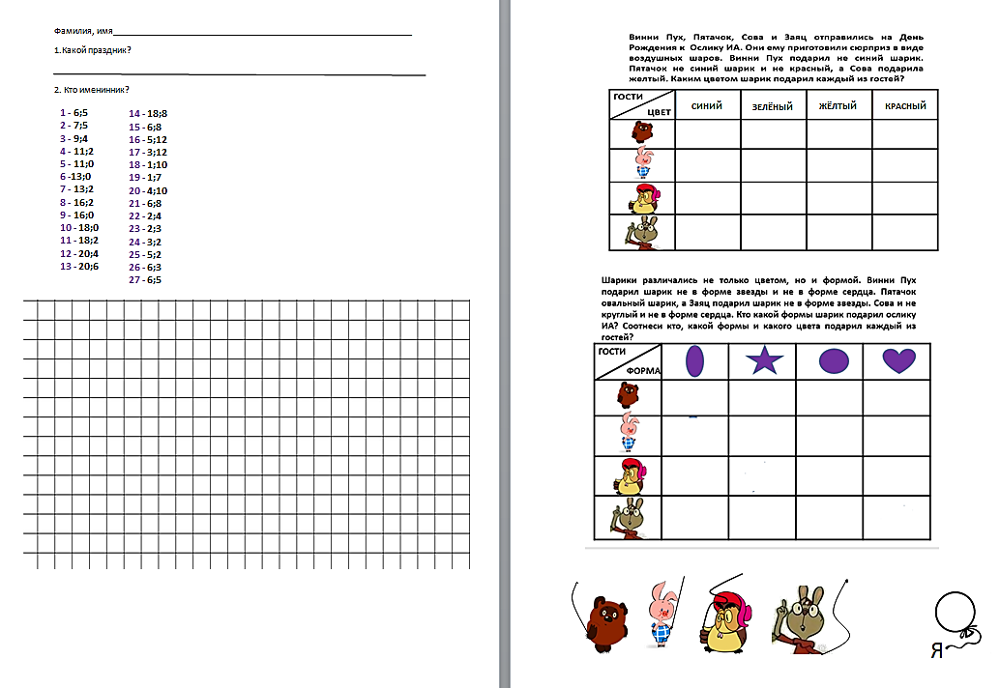 Фамилия, имя
1.Какой праздник?
2. Кто именинник?
1 - 6;5
2 - 7;5
3 - 9;4
4 - 11;2
5 - 11;0
6 -13;0
7 - 13;2
8 - 16;2
9 - 16;0
10 - 18;0
11 - 18;2
12 - 20;4
13 - 20;6
14 - 18;8
15 - 6;8
16 - 5;12
17 - 3;12
18 - 1;10
19 - 1;7
20 - 4;10
21 - 6;8
22 - 2;4
23 - 2;3
24 - 3;2
25 - 5;2
26 - 6;3
27 - 6;5
Винни Пух, Пятачок, Сова и Заяц отправились на День
Рождения к Ослику ИА. Они ему приготовили сюрприз в виде
воздушных шаров. Винни Пух подарил не синий шарик.
Пятачок не синий шарик и не красный, а Сова подарила
желтый. Каким цветом шарик подарил каждый из гостей?
ГОСТИ
ЦВЕТ
СИНИЙ ЗЕЛЁНЫЙ ЖЁЛТЫЙ КРАСНЫЙ
Шарики различались не только цветом, но и формой. Винни Пух
подарил шарик не в форме звезды и не в форме сердца. Пятачок
овальный шарик, а Заяц подарил шарик не в форме звезды. Сова и не
круглый и не в форме сердца. Кто какой формы шарик подарил ослику
ИА? Соотнеси кто, какой формы и какого цвета подарил каждый из
гостей?
ГОСТИ
ФОРМА
Я